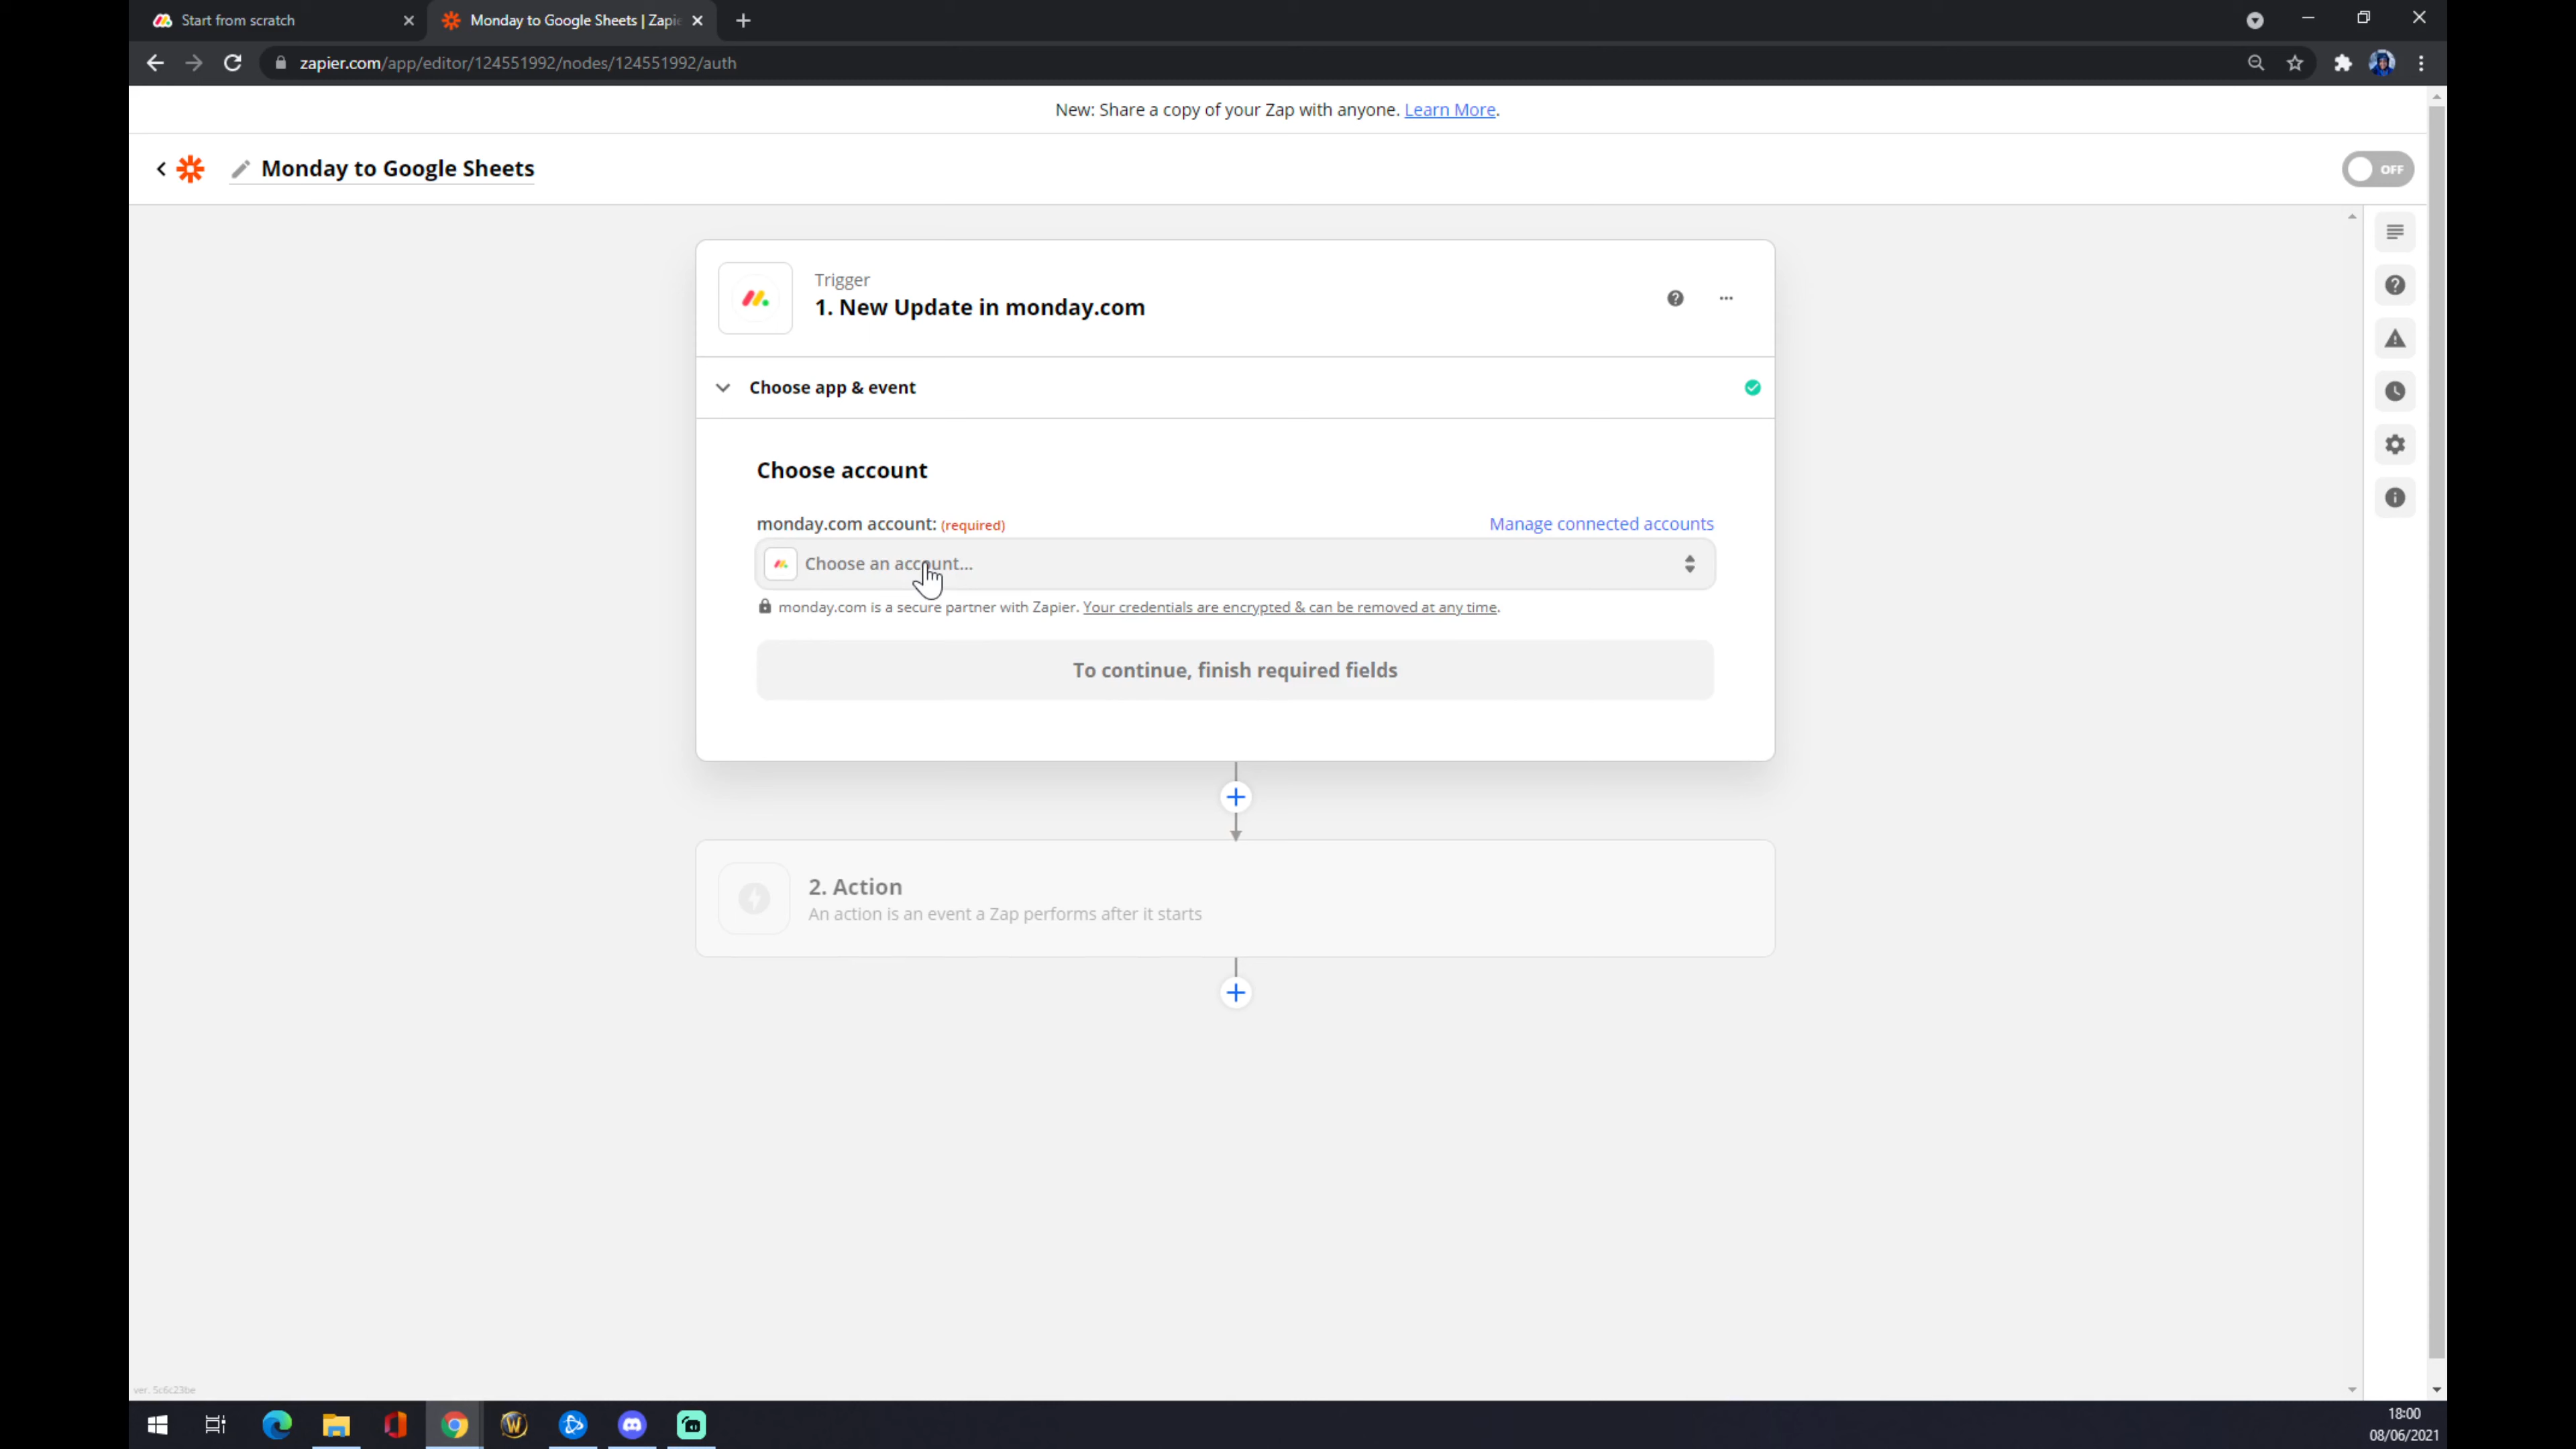 Start from scratch
Monday to Google Sheets | Zapie
zapier.com/app/editor/124551992/nodes/124551992/auth
New: Share a copy of your Zap with anyone. Learn More.
Monday to Google Sheets
OFF
Trigger
1. New Update in monday.com
Choose app & event
Choose account
monday.com account: (required)
Manage connected accounts
Choose an account...
monday.com is a secure partner with Zapier. Your credentials are encrypted & can be removed at any time.
To continue, finish required fields
2. Action
An action is an event a Zap performs after it starts
ver. 5c6c23be
18:00
08/06/2021